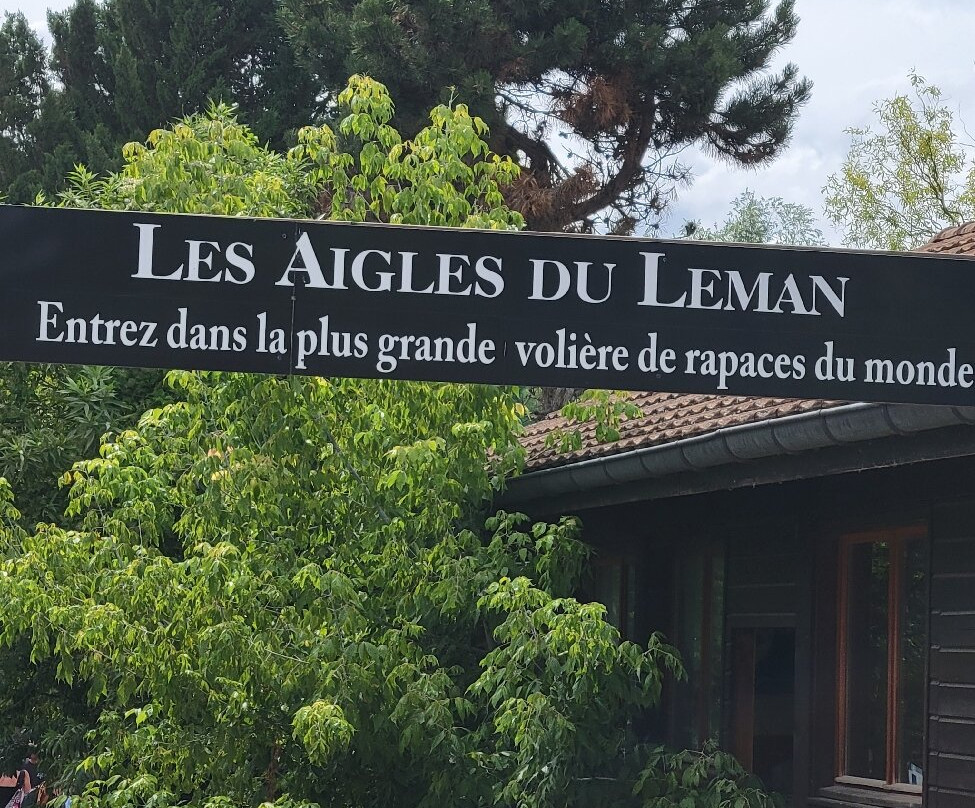 LES AIGLES DU LEMAN
Entrez dans la plus grande volière de rapaces du monde